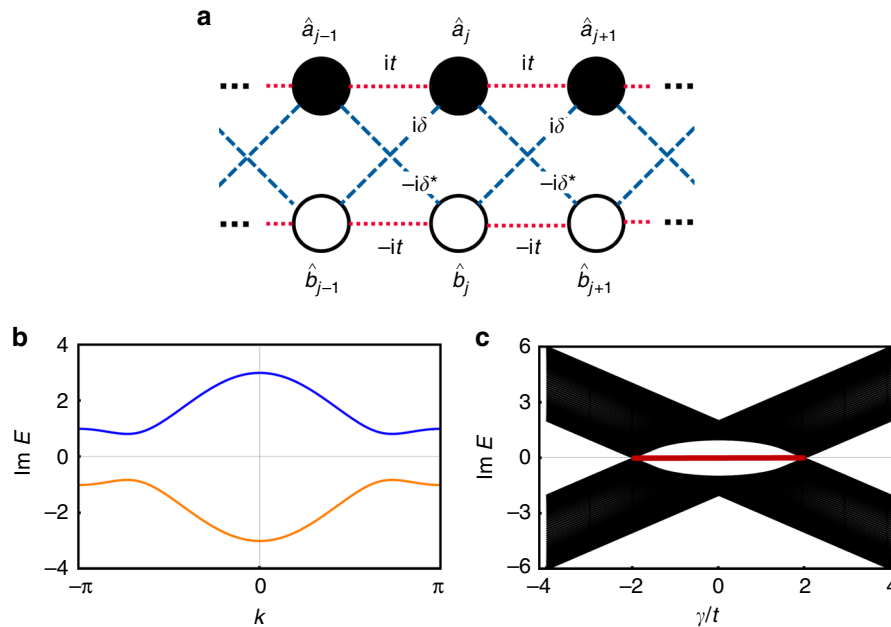 a
â_{j−1} â_j â_{j+1}
it it
iδ iδ
−iδ* −iδ*
−it −it
b̂_{j−1} b̂_j b̂_{j+1}
b
4
2
0
−2
−4
Im E
−π 0 π
k
c
6
3
0
−3
−6
Im E
−4 −2 0 2 4
γ/t